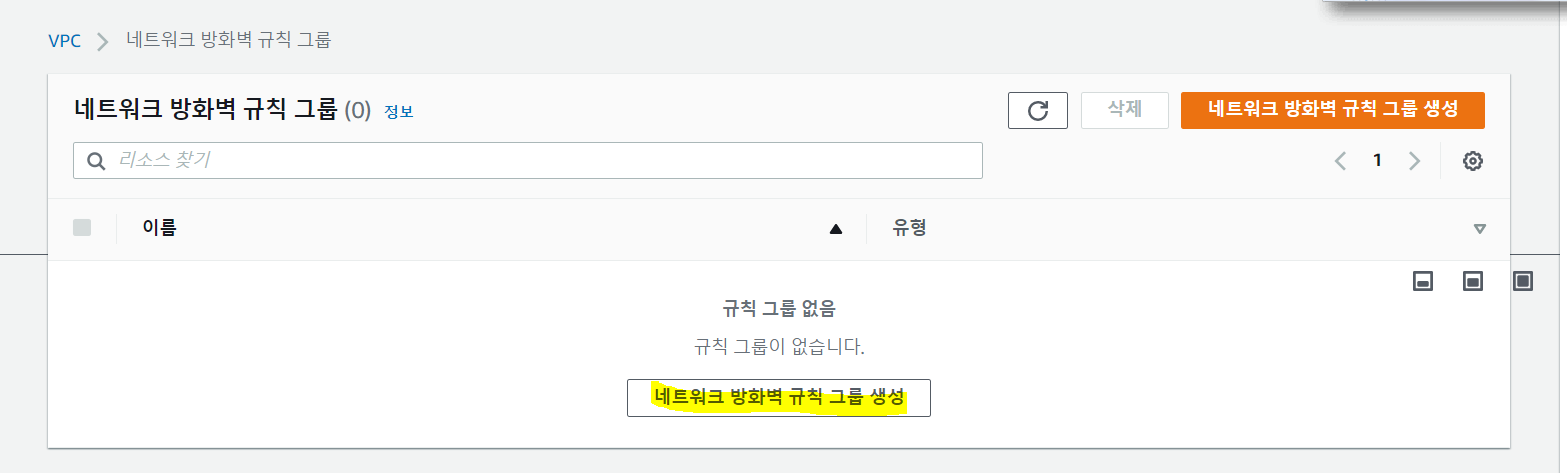 VPC 네트워크 방화벽 규칙 그룹
네트워크 방화벽 규칙 그룹 (0) 정보 삭제 네트워크 방화벽 규칙 그룹 생성
리소스 찾기 1
이름 유형
규칙 그룹 없음
규칙 그룹이 없습니다.
네트워크 방화벽 규칙 그룹 생성